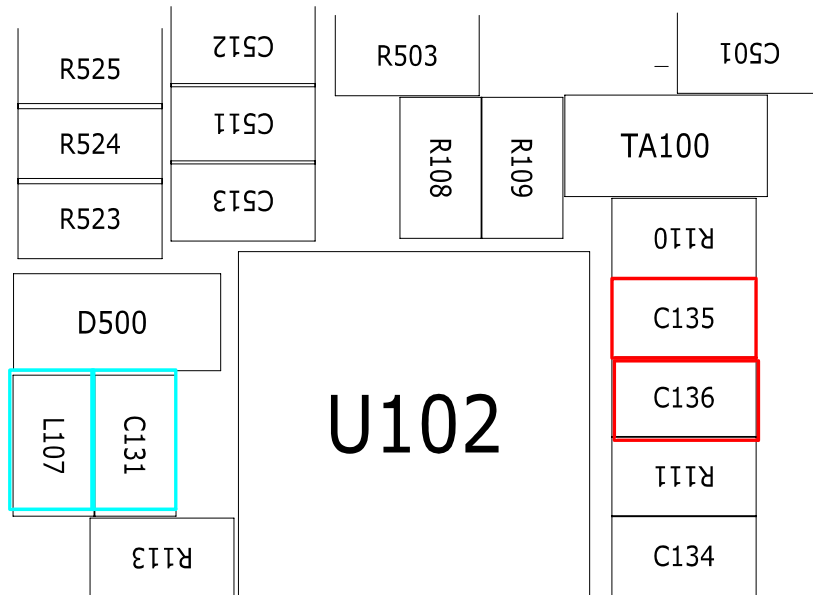 R525
C512
R503
C501
R524
C511
R108
R109
TA100
R523
C513
R110
D500
C135
L107
C131
U102
C136
R111
R113
C134